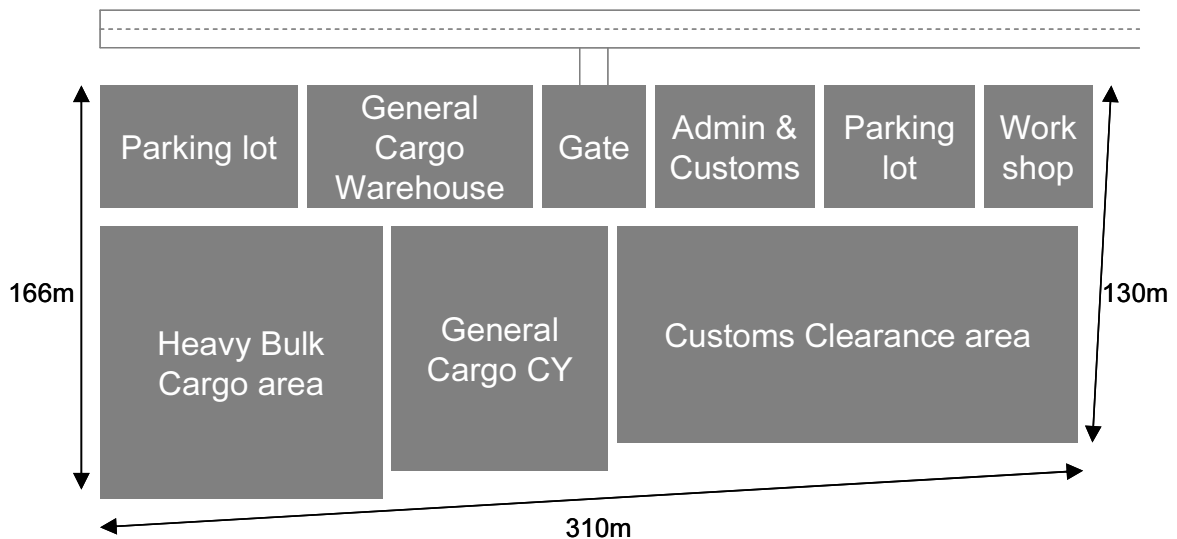 Parking lot
General
Cargo
Warehouse
Gate
Admin &
Customs
Parking
lot
Work
shop
166m
130m
Heavy Bulk
Cargo area
General
Cargo CY
Customs Clearance area
310m